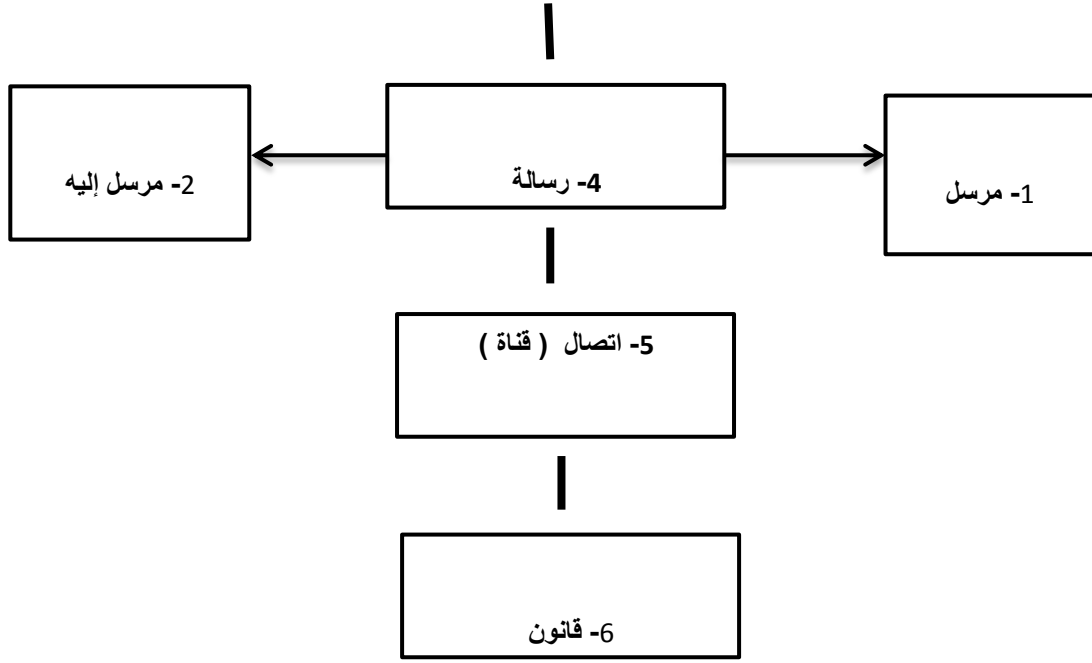 4- رسالة
1- مرسل
2- مرسل إليه
5- اتصال ( قناة )
6- قانون